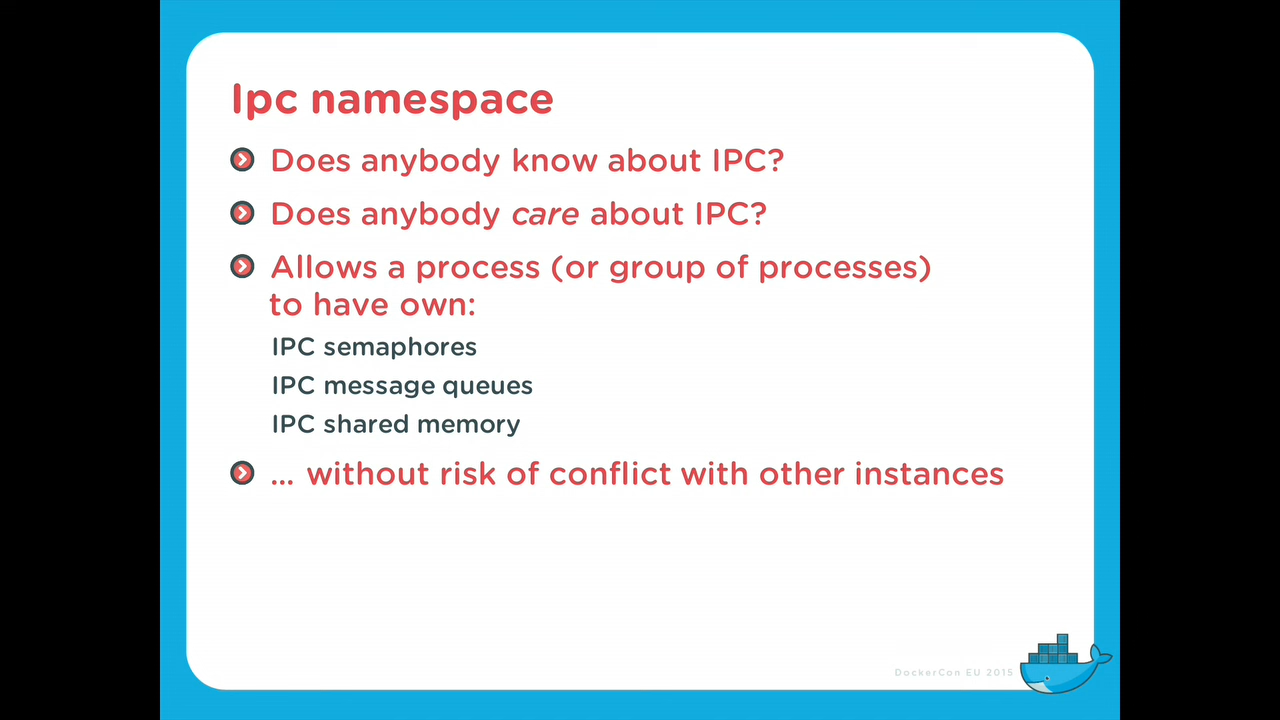 Ipc namespace
Does anybody know about IPC?
Does anybody care about IPC?
Allows a process (or group of processes)
to have own:
IPC semaphores
IPC message queues
IPC shared memory
... without risk of conflict with other instances
DockerCon EU 2015